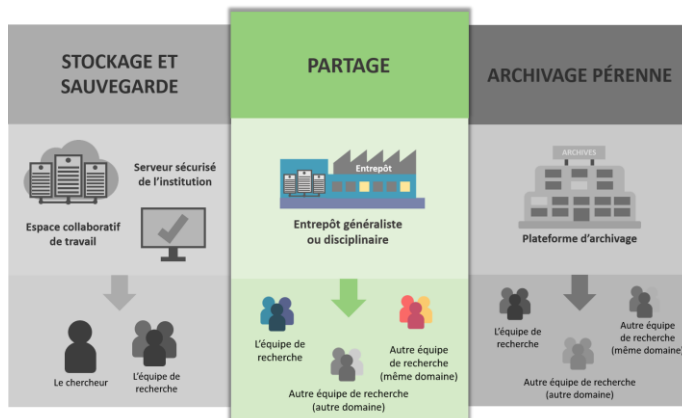 STOCKAGE ET
SAUVEGARDE
Serveur sécurisé
de l'institution
Espace collaboratif
de travail
Le chercheur
L'équipe de
recherche
PARTAGE
Entrepôt
Entrepôt généraliste
ou disciplinaire
L'équipe de
recherche
Autre équipe
de recherche
(même domaine)
Autre équipe de recherche
(autre domaine)
ARCHIVAGE PÉRENNE
ARCHIVES
Plateforme d'archivage
L'équipe de
recherche
Autre équipe
de recherche
(même domaine)
Autre équipe de recherche
(autre domaine)